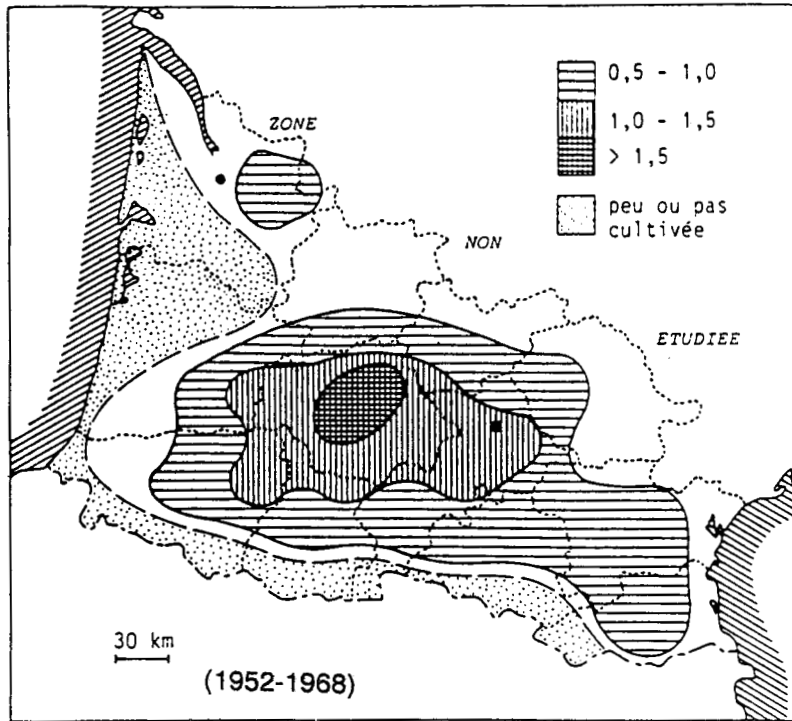 0,5 - 1,0
1,0 - 1,5
> 1,5
peu ou pas
cultivée
ZONE
NON
ETUDIEE
30 km
(1952-1968)